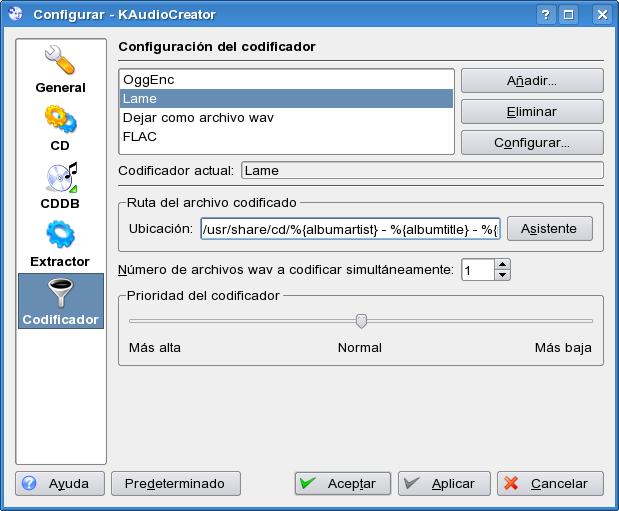 Configurar - KAudioCreator
General
CD
CDDB
Extractor
Codificador
Configuración del codificador
OggEnc
Lame
Dejar como archivo wav
FLAC
Añadir...
Eliminar
Configurar...
Codificador actual: Lame
Ruta del archivo codificado
Ubicación: /usr/share/cd/%{albumartist} - %{albumtitle} - %{ Asistente
Número de archivos wav a codificar simultáneamente: 1
Prioridad del codificador
Más alta Normal Más baja
Ayuda Predeterminado Aceptar Aplicar Cancelar